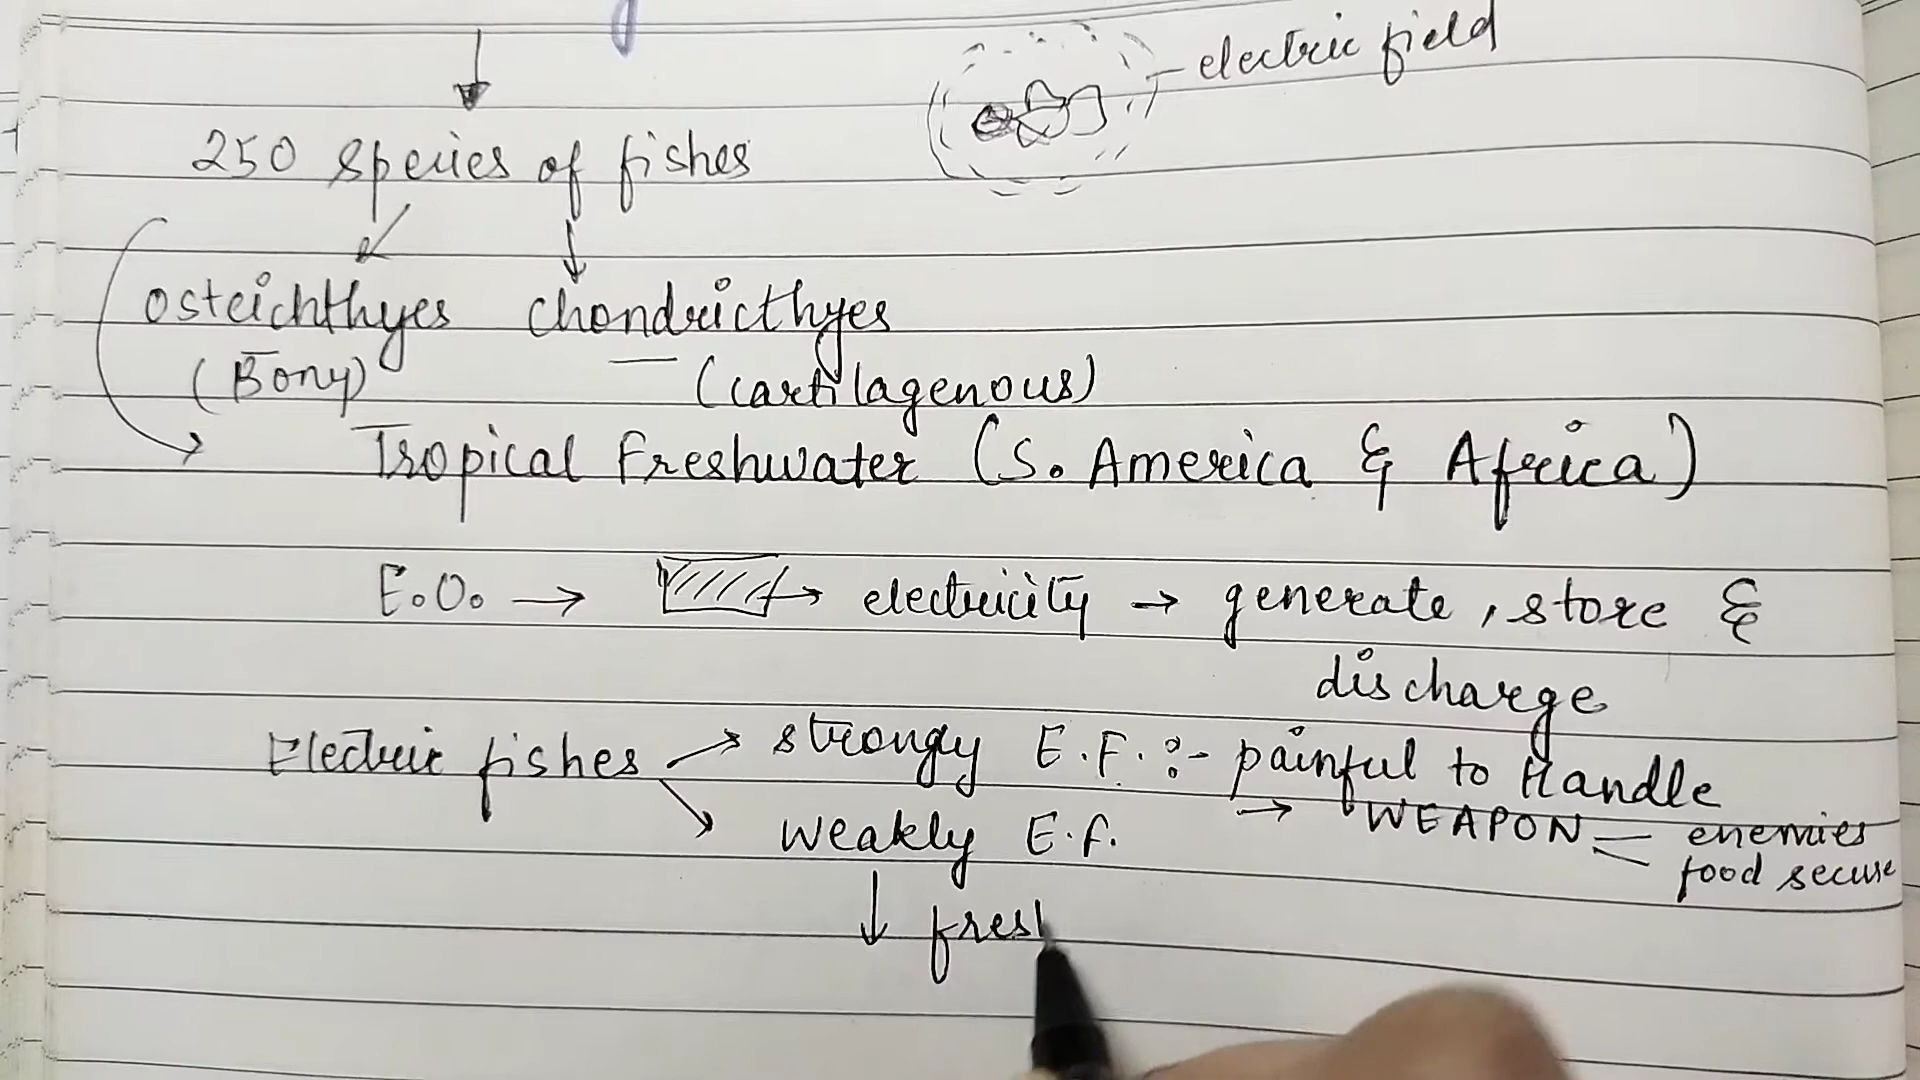 electric field
250 species of fishes
osteichthyes chondricthyes
(Bony) (cartilagenous)
Tropical Freshwater (S. America & Africa)
E.O. → → electricity → generate, store &
discharge
Electric fishes → strongly E.F. :- painful to Handle
→ WEAPON enemies
food secure
weakly E.F.
↓ fresh